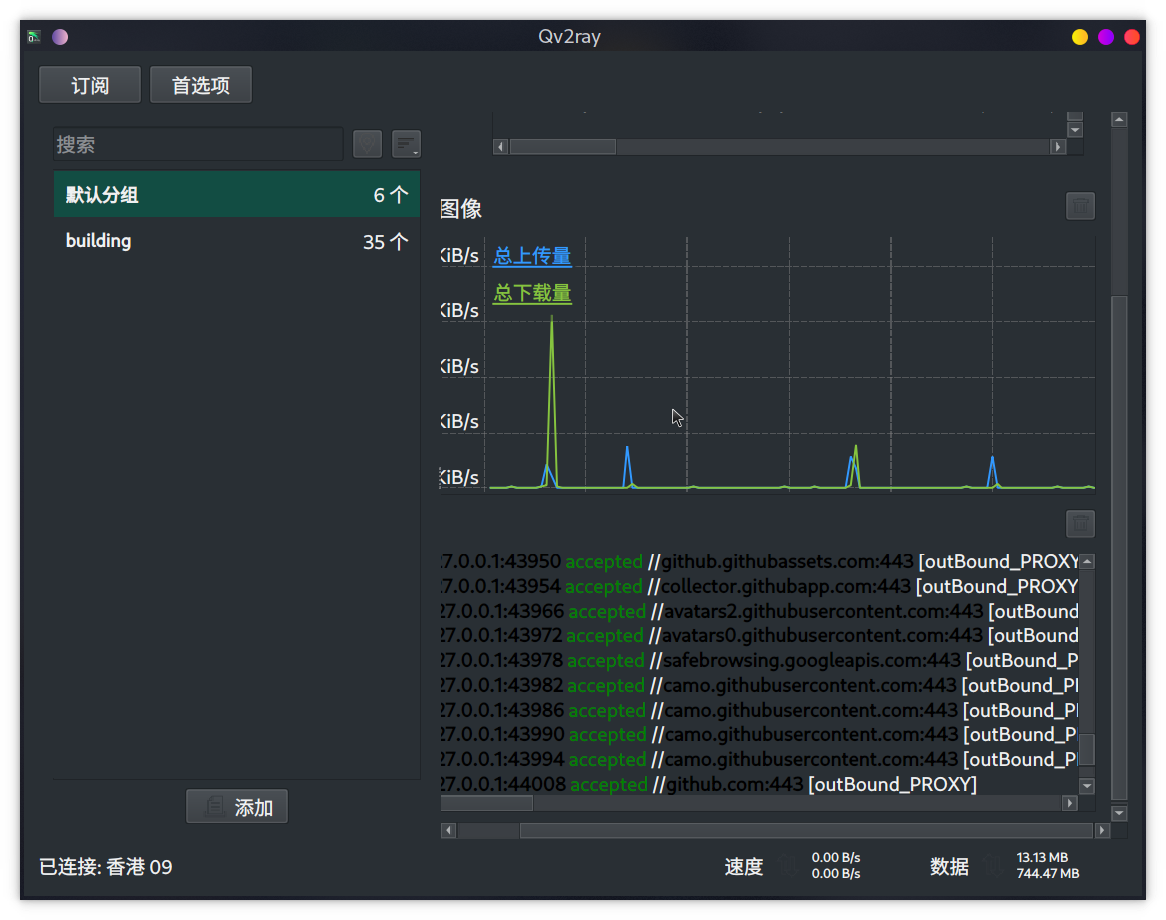 Qv2ray
订阅
首选项
搜索
默认分组 6 个
building 35 个
添加
图像
KiB/s
KiB/s
KiB/s
KiB/s
KiB/s
总上传量
总下载量
27.0.0.1:43950 accepted //github.githubassets.com:443 [outBound_PROXY
27.0.0.1:43954 accepted //collector.githubapp.com:443 [outBound_PROXY
27.0.0.1:43966 accepted //avatars2.githubusercontent.com:443 [outBound
27.0.0.1:43972 accepted //avatars0.githubusercontent.com:443 [outBound
27.0.0.1:43978 accepted //safebrowsing.googleapis.com:443 [outBound_P
27.0.0.1:43982 accepted //camo.githubusercontent.com:443 [outBound_P
27.0.0.1:43986 accepted //camo.githubusercontent.com:443 [outBound_P
27.0.0.1:43990 accepted //camo.githubusercontent.com:443 [outBound_P
27.0.0.1:43994 accepted //camo.githubusercontent.com:443 [outBound_P
27.0.0.1:44008 accepted //github.com:443 [outBound_PROXY]
已连接: 香港 09
速度
0.00 B/s
0.00 B/s
数据
13.13 MB
744.47 MB